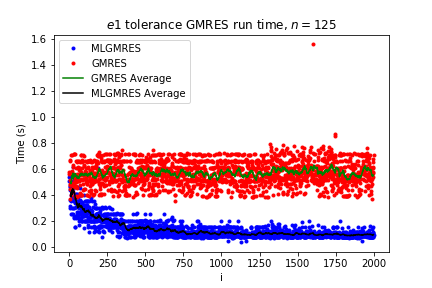 e1 tolerance GMRES run time, n = 125
1.6
1.4
1.2
1.0
0.8
0.6
0.4
0.2
0.0
Time (s)
MLGMRES
GMRES
GMRES Average
MLGMRES Average
0 250 500 750 1000 1250 1500 1750 2000
i